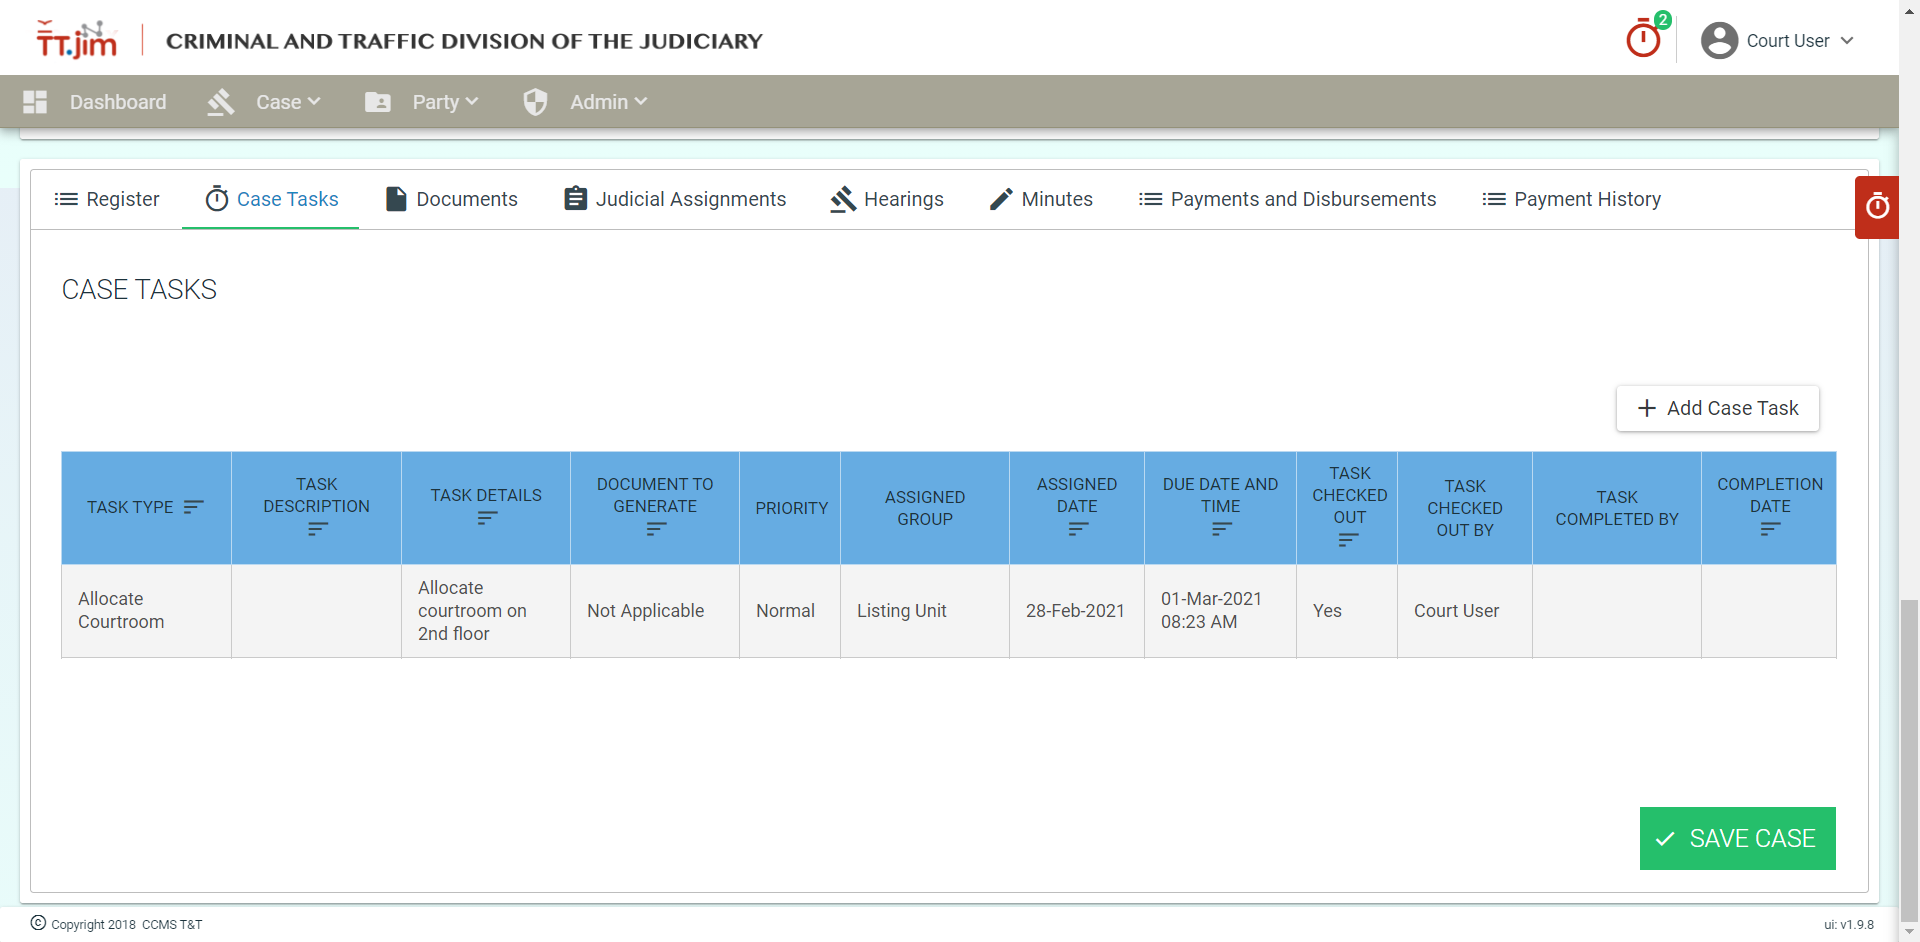 TT.jim
CRIMINAL AND TRAFFIC DIVISION OF THE JUDICIARY
2
Court User
Dashboard
Case
Party
Admin
Register
Case Tasks
Documents
Judicial Assignments
Hearings
Minutes
Payments and Disbursements
Payment History
CASE TASKS
+ Add Case Task
TASK TYPE
TASK
DESCRIPTION
TASK DETAILS
DOCUMENT TO
GENERATE
PRIORITY
ASSIGNED
GROUP
ASSIGNED
DATE
DUE DATE AND
TIME
TASK
CHECKED
OUT
TASK
CHECKED
OUT BY
TASK
COMPLETED BY
COMPLETION
DATE
Allocate
Courtroom
Allocate
courtroom on
2nd floor
Not Applicable
Normal
Listing Unit
28-Feb-2021
01-Mar-2021
08:23 AM
Yes
Court User
SAVE CASE
© Copyright 2018 CCMS T&T
ui: v1.9.8